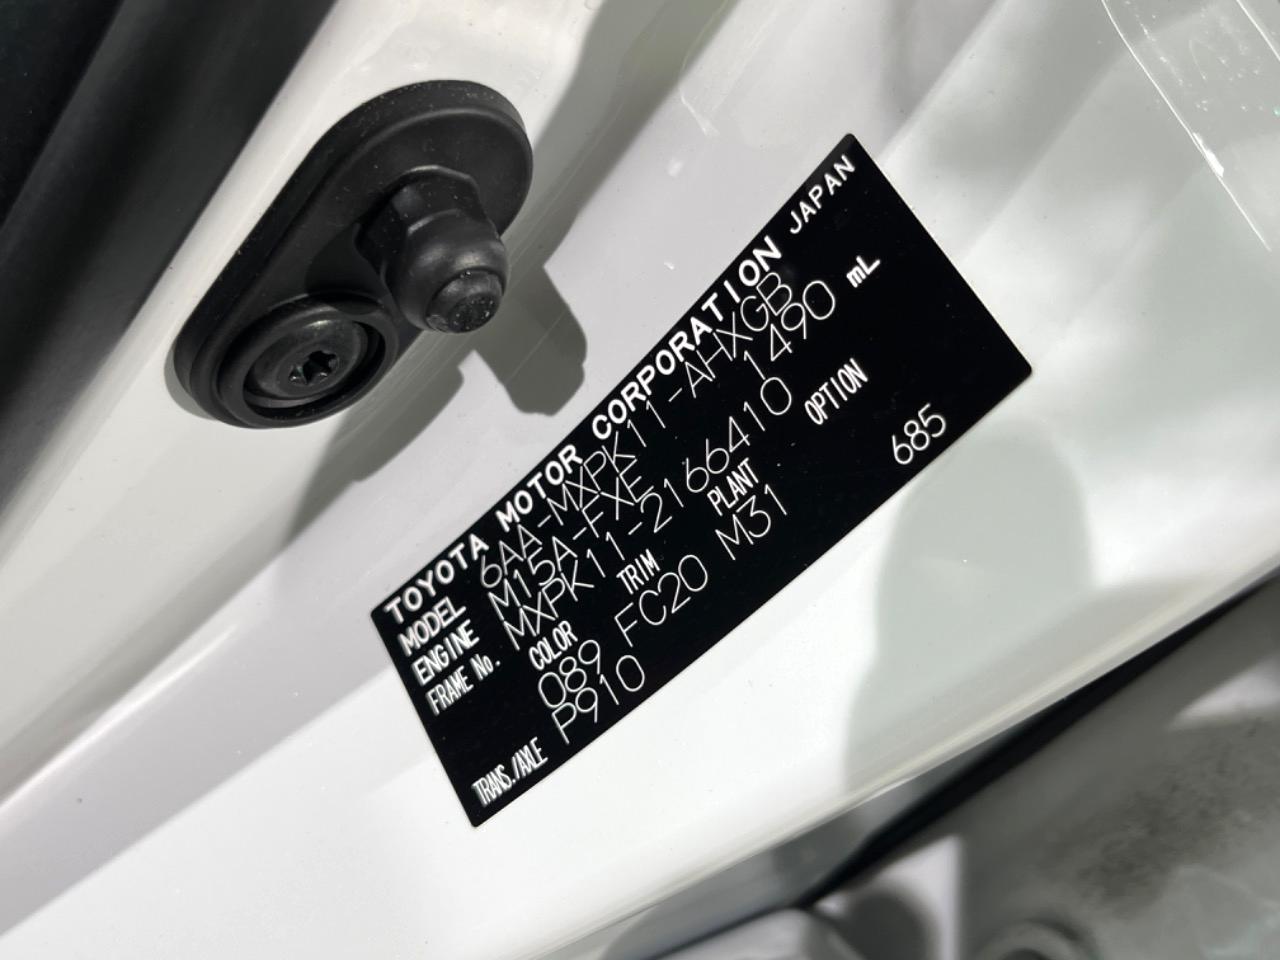 TOYOTA MOTOR CORPORATION JAPAN
MODEL 6AA-MXPK11-AHXGB
ENGINE M15A-FXE 1490 mL
FRAME No. MXPK11-2166410
COLOR TRIM PLANT OPTION
089 FC20 M31 685
TRANS./AXLE P910